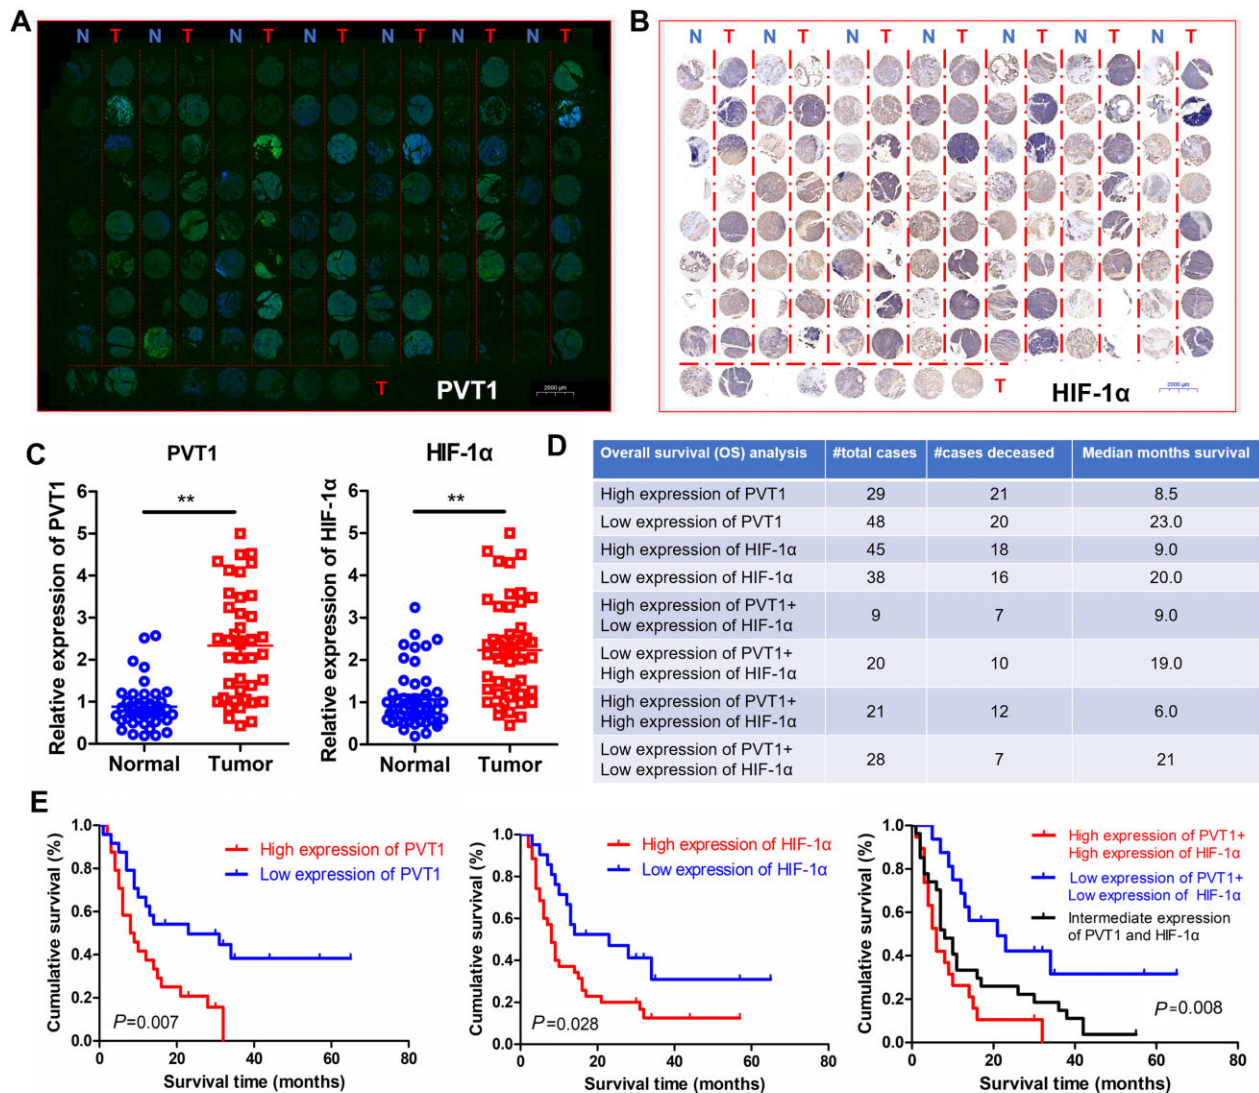 A
N T N T N T N T N T N T N T
T
PVT1
2000 μm
B
N T N T N T N T N T N T N T
T
HIF-1α
2000 μm
C
PVT1
Relative expression of PVT1
6
5
4
3
2
1
0
**
Normal Tumor
HIF-1α
Relative expression of HIF-1α
6
5
4
3
2
1
0
**
Normal Tumor
D
Overall survival (OS) analysis #total cases #cases deceased Median months survival
High expression of PVT1 29 21 8.5
Low expression of PVT1 48 20 23.0
High expression of HIF-1α 45 18 9.0
Low expression of HIF-1α 38 16 20.0
High expression of PVT1+
Low expression of HIF-1α 9 7 9.0
Low expression of PVT1+
High expression of HIF-1α 20 10 19.0
High expression of PVT1+
High expression of HIF-1α 21 12 6.0
Low expression of PVT1+
Low expression of HIF-1α 28 7 21
E
Cumulative survival (%)
1.0
0.8
0.6
0.4
0.2
0.0
High expression of PVT1
Low expression of PVT1
P=0.007
0 20 40 60 80
Survival time (months)
Cumulative survival (%)
1.0
0.8
0.6
0.4
0.2
0.0
High expression of HIF-1α
Low expression of HIF-1α
P=0.028
0 20 40 60 80
Survival time (months)
Cumulative survival (%)
1.0
0.8
0.6
0.4
0.2
0.0
High expression of PVT1+
High expression of HIF-1α
Low expression of PVT1+
Low expression of HIF-1α
Intermediate expression
of PVT1 and HIF-1α
P=0.008
0 20 40 60 80
Survival time (months)